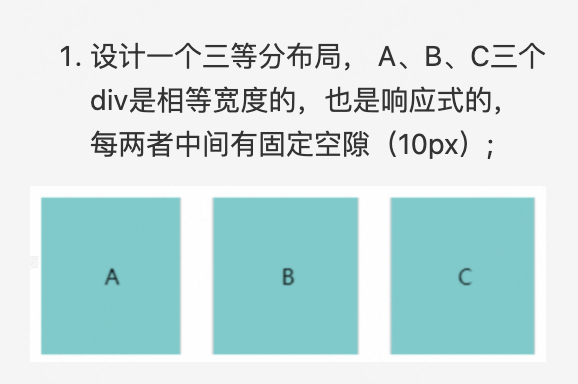 1. 设计一个三等分布局， A、B、C三个
div是相等宽度的，也是响应式的，
每两者中间有固定空隙（10px）;
A B C